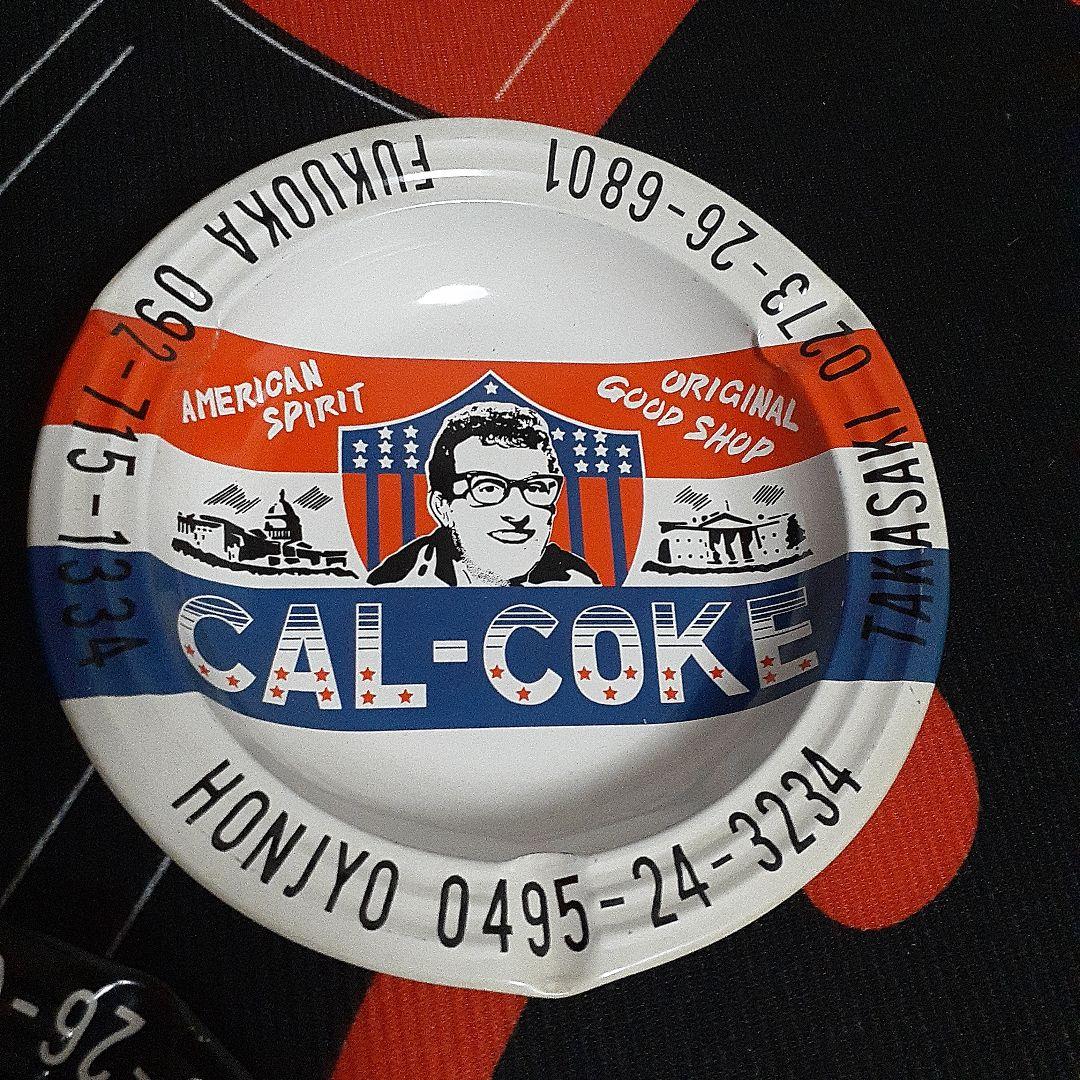 AMERICAN
SPIRIT
ORIGINAL
GOOD SHOP
CAL-COKE
FUKUOKA 092-715-1334
TAKASAKI 0273-26-6801
HONJYO 0495-24-3234